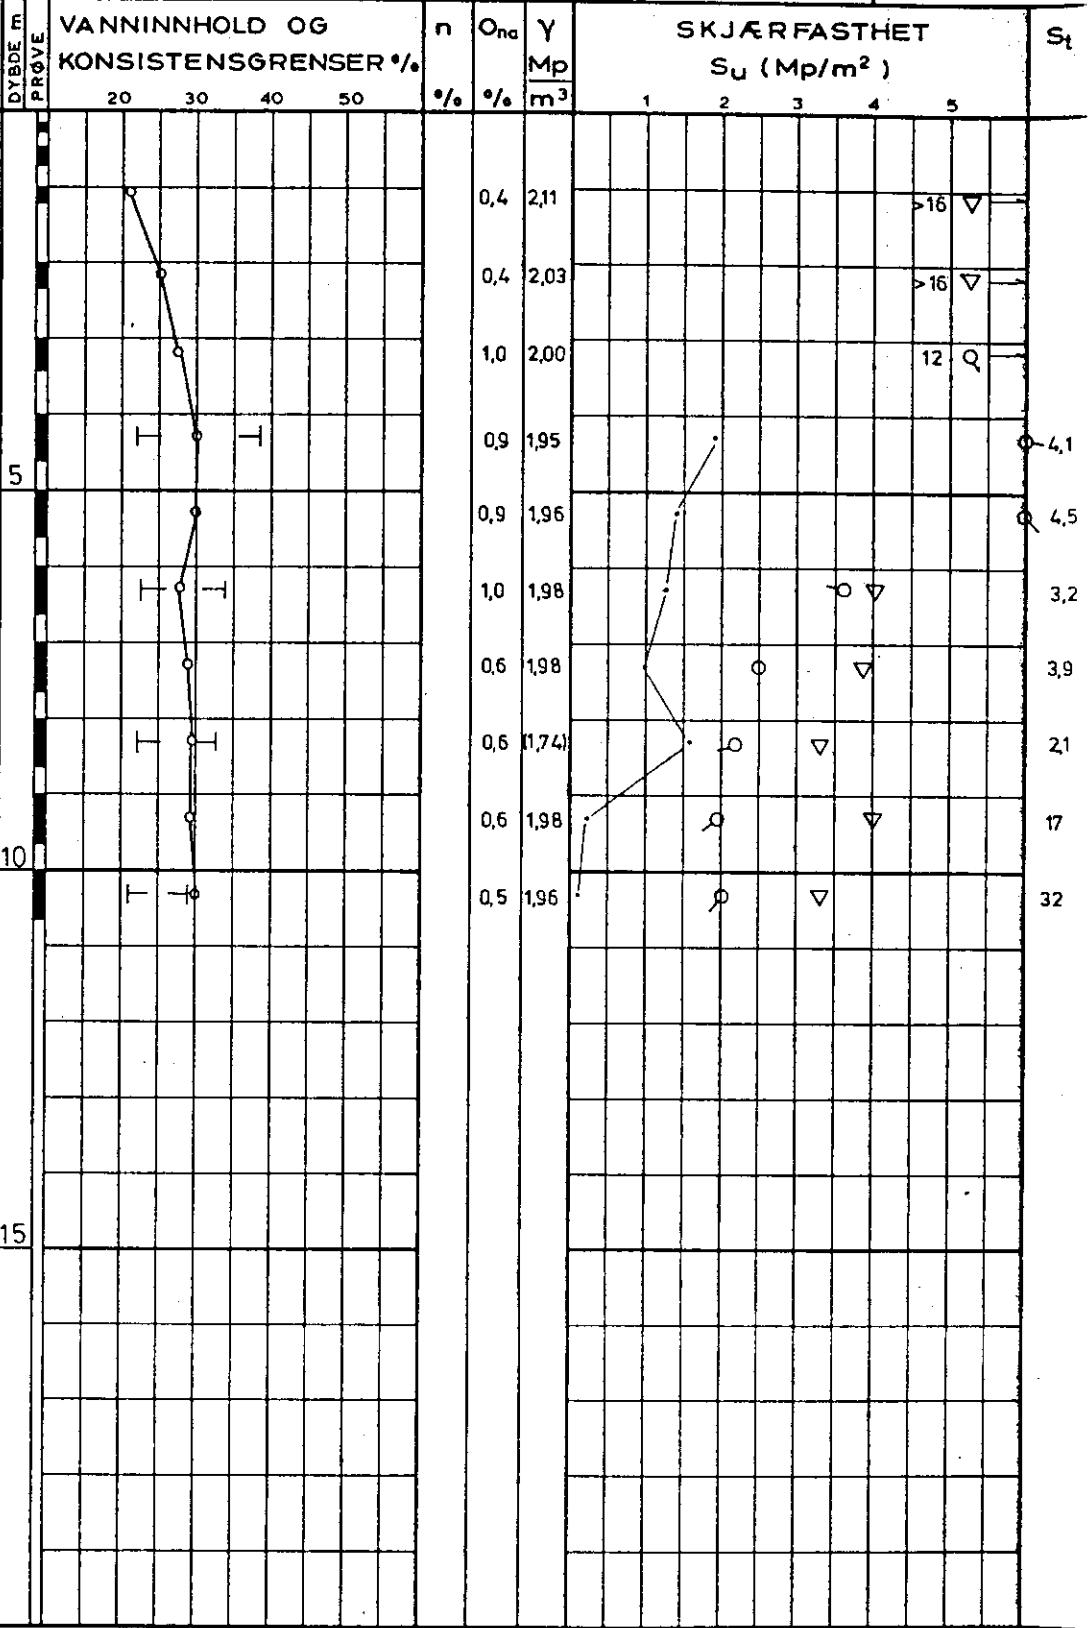 DYBDE m
PRØVE
VANNINNHOLD OG
KONSISTENSGRENSER %
20 30 40 50
n
%
Ona
%
γ
Mp
m³
SKJÆRFASTHET
Su (Mp/m²)
1 2 3 4 5
St
0,4 2,11 >16
0,4 2,03 >16
1,0 2,00 12
0,9 1,95 4,1
5
0,9 1,96 4,5
1,0 1,98 3,2
0,6 1,98 3,9
0,6 (1,74) 2,1
0,6 1,98 17
10
0,5 1,96 32
15